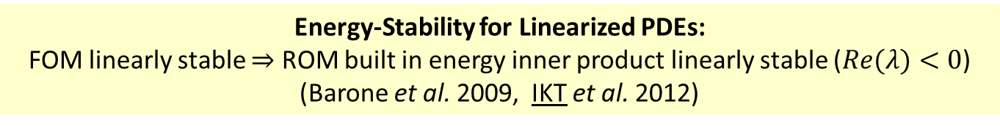 Energy-Stability for Linearized PDEs:
FOM linearly stable ⇒ ROM built in energy inner product linearly stable (𝑅𝑒(𝜆) < 0)
(Barone et al. 2009, IKT et al. 2012)